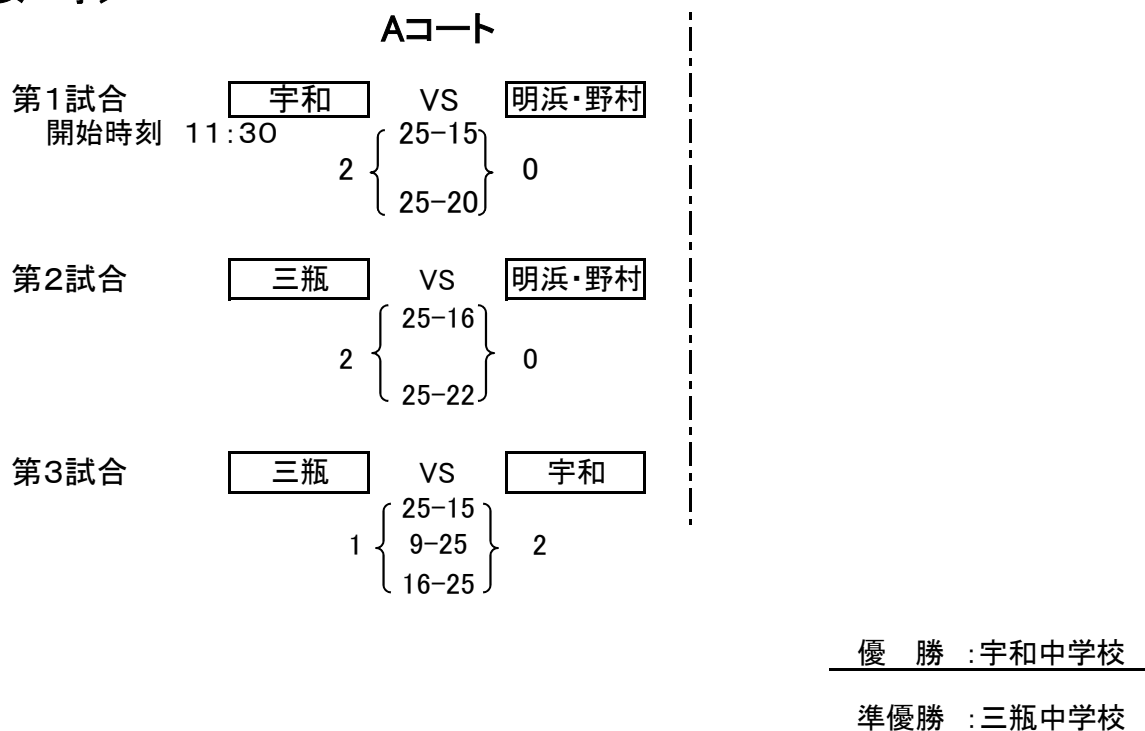 Aコート
第1試合 宇和 VS 明浜・野村
開始時刻 11:30 25-15
2 0
25-20
第2試合 三瓶 VS 明浜・野村
25-16
2 0
25-22
第3試合 三瓶 VS 宇和
25-15
1 9-25 2
16-25
優 勝 :宇和中学校
準優勝 :三瓶中学校